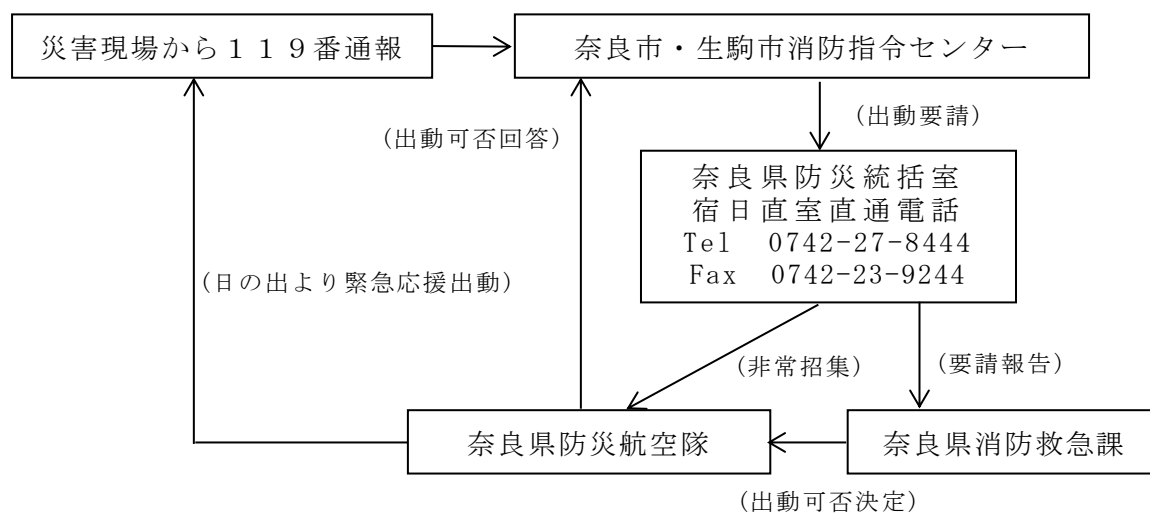 災害現場から１１９番通報
奈良市・生駒市消防指令センター
(出動可否回答)
(出動要請)
奈良県防災統括室
宿日直室直通電話
Tel　0742-27-8444
Fax　0742-23-9244
(日の出より緊急応援出動)
(非常招集)
(要請報告)
奈良県防災航空隊
奈良県消防救急課
(出動可否決定)